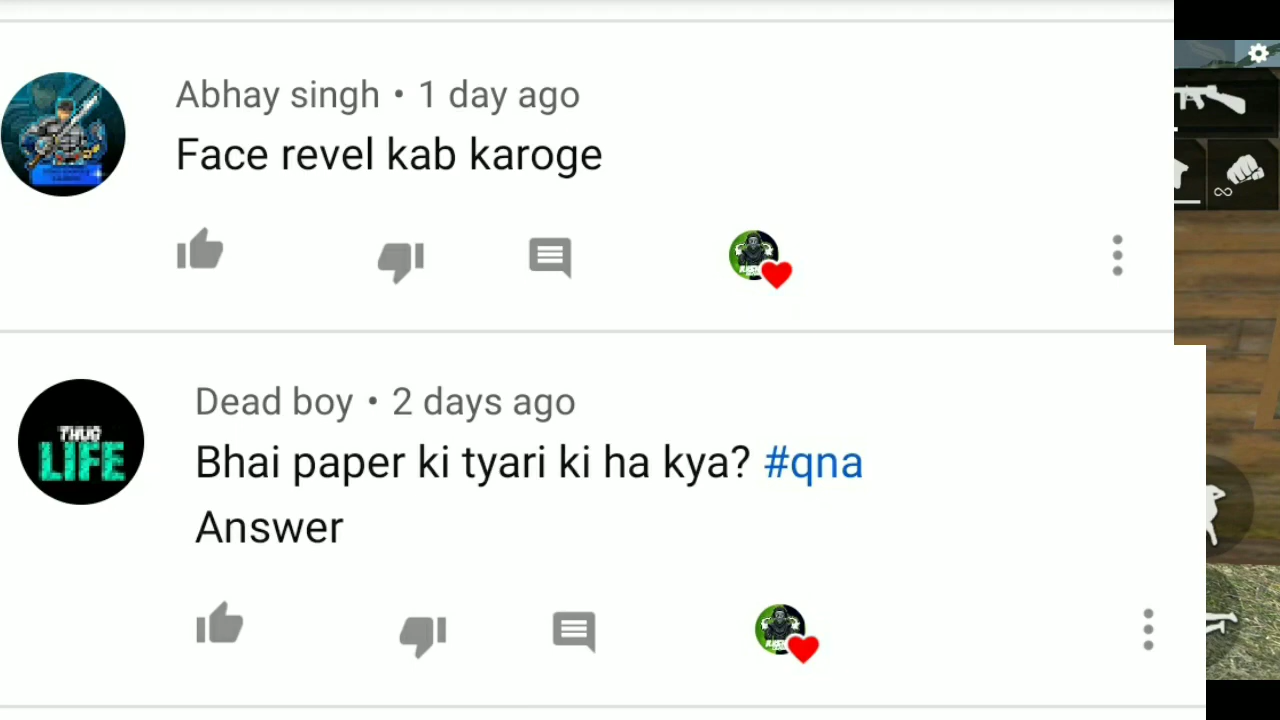 Abhay singh • 1 day ago
Face revel kab karoge
Dead boy • 2 days ago
THUG
LIFE
Bhai paper ki tyari ki ha kya? #qna
Answer